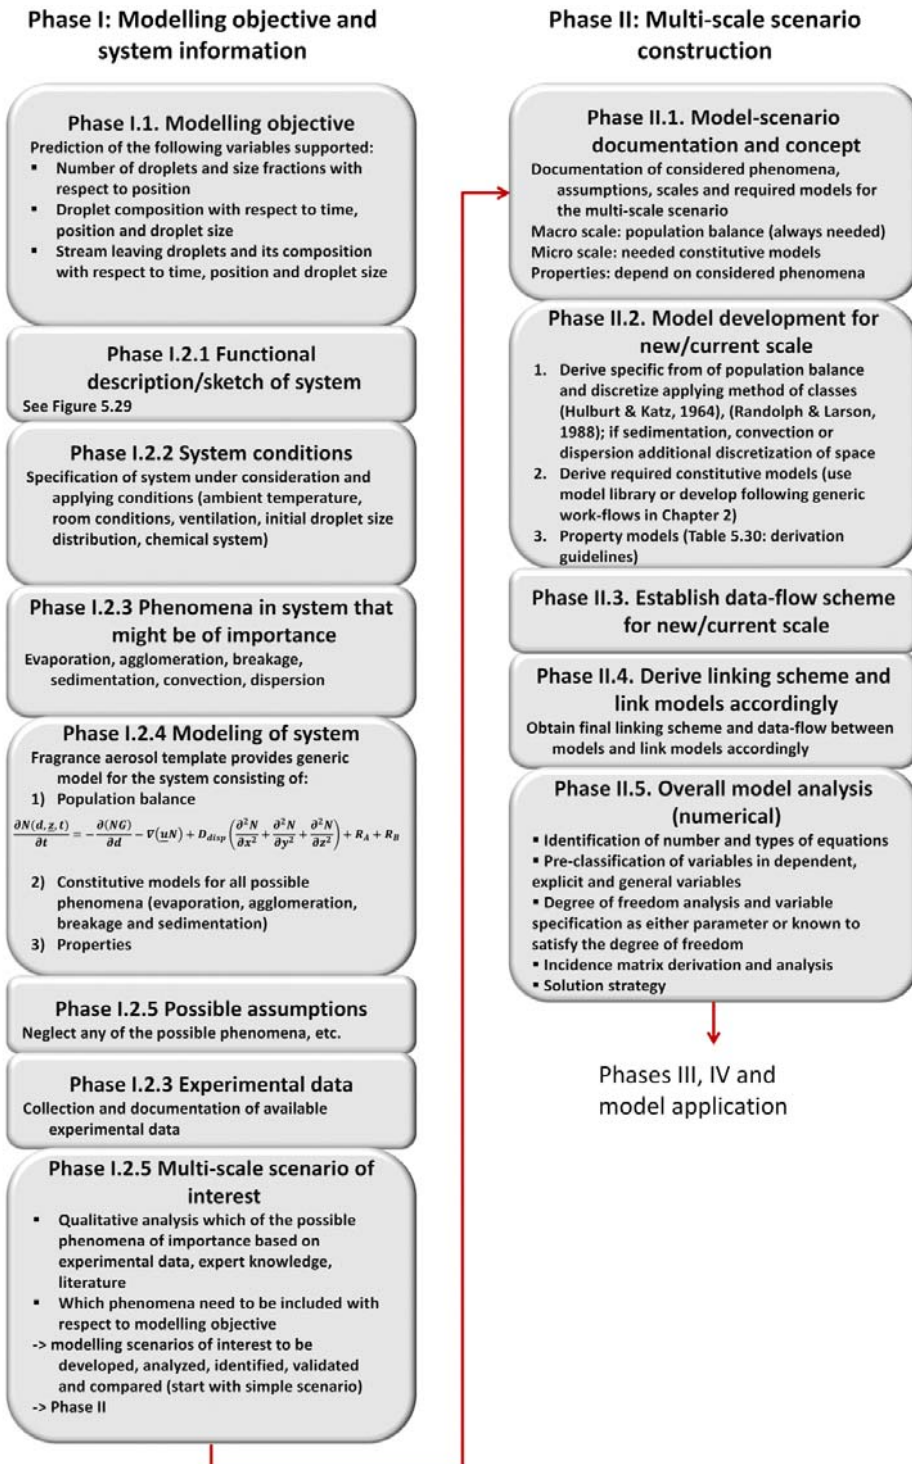 Phase I: Modelling objective and
system information
Phase I.1. Modelling objective
Prediction of the following variables supported:
▪ Number of droplets and size fractions with
respect to position
▪ Droplet composition with respect to time,
position and droplet size
▪ Stream leaving droplets and its composition
with respect to time, position and droplet size
Phase I.2.1 Functional
description/sketch of system
See Figure 5.29
Phase I.2.2 System conditions
Specification of system under consideration and
applying conditions (ambient temperature,
room conditions, ventilation, initial droplet size
distribution, chemical system)
Phase I.2.3 Phenomena in system that
might be of importance
Evaporation, agglomeration, breakage,
sedimentation, convection, dispersion
Phase I.2.4 Modeling of system
Fragrance aerosol template provides generic
model for the system consisting of:
1) Population balance
∂N(d,z,t)/∂t = −∂(NG)/∂d − ∇(uN) + D_disp(∂²N/∂x² + ∂²N/∂y² + ∂²N/∂z²) + R_A + R_B
2) Constitutive models for all possible
phenomena (evaporation, agglomeration,
breakage and sedimentation)
3) Properties
Phase I.2.5 Possible assumptions
Neglect any of the possible phenomena, etc.
Phase I.2.3 Experimental data
Collection and documentation of available
experimental data
Phase I.2.5 Multi-scale scenario of
interest
▪ Qualitative analysis which of the possible
phenomena of importance based on
experimental data, expert knowledge,
literature
▪ Which phenomena need to be included with
respect to modelling objective
-> modelling scenarios of interest to be
developed, analyzed, identified, validated
and compared (start with simple scenario)
-> Phase II
Phase II: Multi-scale scenario
construction
Phase II.1. Model-scenario
documentation and concept
Documentation of considered phenomena,
assumptions, scales and required models for
the multi-scale scenario
Macro scale: population balance (always needed)
Micro scale: needed constitutive models
Properties: depend on considered phenomena
Phase II.2. Model development for
new/current scale
1. Derive specific from of population balance
and discretize applying method of classes
(Hulburt & Katz, 1964), (Randolph & Larson,
1988); if sedimentation, convection or
dispersion additional discretization of space
2. Derive required constitutive models (use
model library or develop following generic
work-flows in Chapter 2)
3. Property models (Table 5.30: derivation
guidelines)
Phase II.3. Establish data-flow scheme
for new/current scale
Phase II.4. Derive linking scheme and
link models accordingly
Obtain final linking scheme and data-flow between
models and link models accordingly
Phase II.5. Overall model analysis
(numerical)
▪ Identification of number and types of equations
▪ Pre-classification of variables in dependent,
explicit and general variables
▪ Degree of freedom analysis and variable
specification as either parameter or known to
satisfy the degree of freedom
▪ Incidence matrix derivation and analysis
▪ Solution strategy
Phases III, IV and
model application